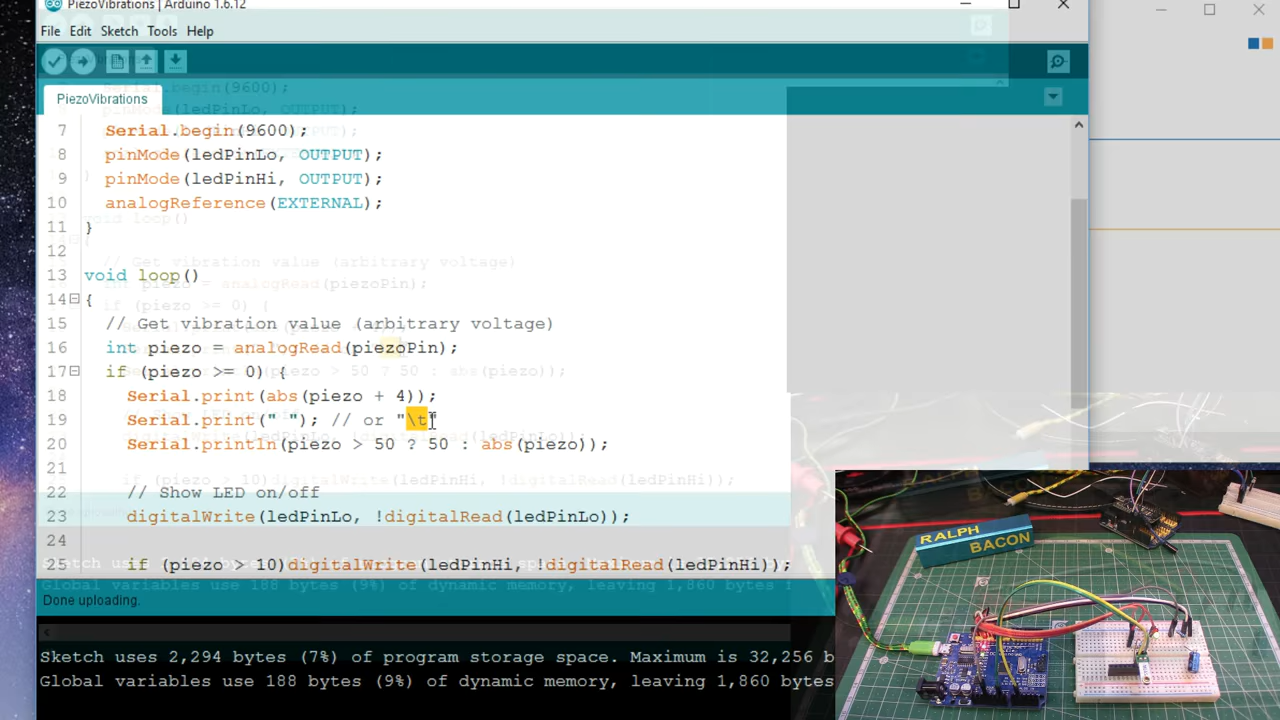 PiezoVibrations | Arduino 1.6.12
File Edit Sketch Tools Help
PiezoVibrations
7 Serial.begin(9600);
8 pinMode(ledPinLo, OUTPUT);
9 pinMode(ledPinHi, OUTPUT);
10 analogReference(EXTERNAL);
11 }
12
13 void loop()
14 {
15 // Get vibration value (arbitrary voltage)
16 int piezo = analogRead(piezoPin);
17 if (piezo >= 0) {
18 Serial.print(abs(piezo + 4));
19 Serial.print(" "); // or "\t"
20 Serial.println(piezo > 50 ? 50 : abs(piezo));
21
22 // Show LED on/off
23 digitalWrite(ledPinLo, !digitalRead(ledPinLo));
24
25 if (piezo > 10)digitalWrite(ledPinHi, !digitalRead(ledPinHi));
Done uploading.
Sketch uses 2,294 bytes (7%) of program storage space. Maximum is 32,256 b
Global variables use 188 bytes (9%) of dynamic memory, leaving 1,860 bytes
RALPH
BACON